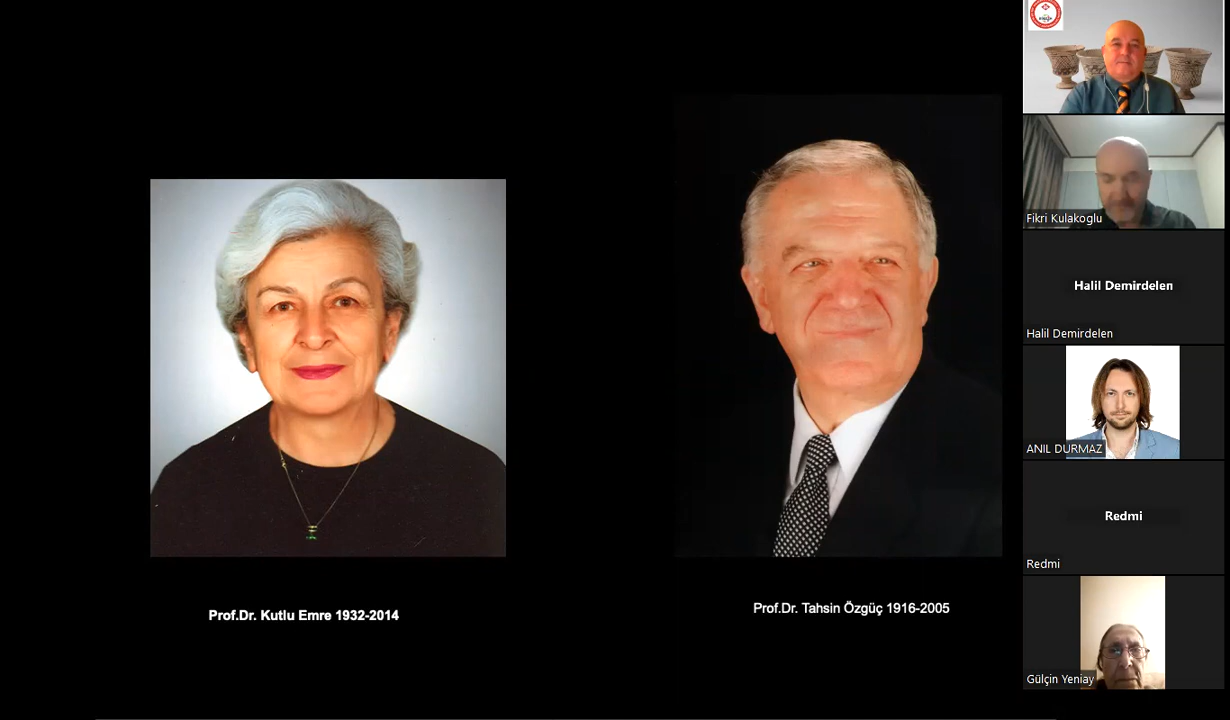 Prof.Dr. Kutlu Emre 1932-2014
Prof.Dr. Tahsin Özgüç 1916-2005
Fikri Kulakoglu
Halil Demirdelen
Halil Demirdelen
ANIL DURMAZ
Redmi
Redmi
Gülçin Yeniay